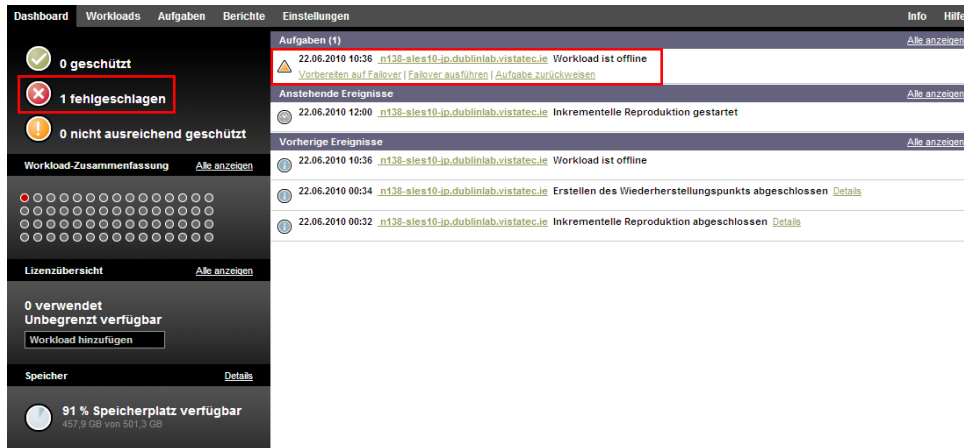 Dashboard Workloads Aufgaben Berichte Einstellungen Info Hilfe
0 geschützt
1 fehlgeschlagen
0 nicht ausreichend geschützt
Workload-Zusammenfassung Alle anzeigen
Lizenzübersicht Alle anzeigen
0 verwendet
Unbegrenzt verfügbar
Workload hinzufügen
Speicher Details
91 % Speicherplatz verfügbar
457,9 GB von 501,3 GB
Aufgaben (1) Alle anzeigen
22.06.2010 10:36 n138-sles10-jp.dublinlab.vistatec.ie Workload ist offline
Vorbereiten auf Failover | Failover ausführen | Aufgabe zurückweisen
Anstehende Ereignisse Alle anzeigen
22.06.2010 12:00 n138-sles10-jp.dublinlab.vistatec.ie Inkrementelle Reproduktion gestartet
Vorherige Ereignisse Alle anzeigen
22.06.2010 10:36 n138-sles10-jp.dublinlab.vistatec.ie Workload ist offline
22.06.2010 00:34 n138-sles10-jp.dublinlab.vistatec.ie Erstellen des Wiederherstellungspunkts abgeschlossen Details
22.06.2010 00:32 n138-sles10-jp.dublinlab.vistatec.ie Inkrementelle Reproduktion abgeschlossen Details